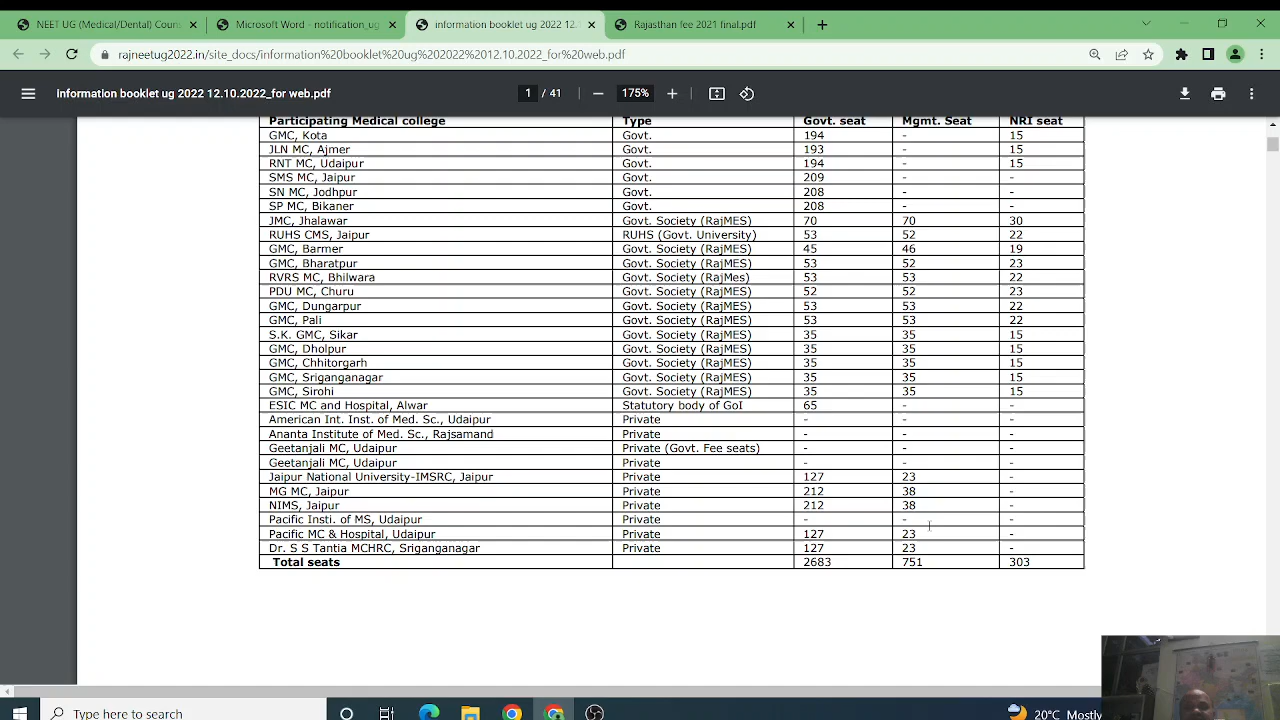 NEET UG (Medical/Dental) Coun
Microsoft Word - notification_ug
information booklet ug 2022 12.1
Rajasthan fee 2021 final.pdf
rajneetug2022.in/site_docs/information%20booklet%20ug%202022%2012.10.2022_for%20web.pdf
Information booklet ug 2022 12.10.2022_for web.pdf
1 / 41
175%
Participating Medical college Type Govt. seat Mgmt. Seat NRI seat
GMC, Kota Govt. 194 - 15
JLN MC, Ajmer Govt. 193 - 15
RNT MC, Udaipur Govt. 194 - 15
SMS MC, Jaipur Govt. 209 - -
SN MC, Jodhpur Govt. 208 - -
SP MC, Bikaner Govt. 208 - -
JMC, Jhalawar Govt. Society (RajMES) 70 70 30
RUHS CMS, Jaipur RUHS (Govt. University) 53 52 22
GMC, Barmer Govt. Society (RajMES) 45 46 19
GMC, Bharatpur Govt. Society (RajMES) 53 52 23
RVRS MC, Bhilwara Govt. Society (RajMes) 53 53 22
PDU MC, Churu Govt. Society (RajMES) 52 52 23
GMC, Dungarpur Govt. Society (RajMES) 53 53 22
GMC, Pali Govt. Society (RajMES) 53 53 22
S.K. GMC, Sikar Govt. Society (RajMES) 35 35 15
GMC, Dholpur Govt. Society (RajMES) 35 35 15
GMC, Chhitorgarh Govt. Society (RajMES) 35 35 15
GMC, Sriganganagar Govt. Society (RajMES) 35 35 15
GMC, Sirohi Govt. Society (RajMES) 35 35 15
ESIC MC and Hospital, Alwar Statutory body of GoI 65 - -
American Int. Inst. of Med. Sc., Udaipur Private - - -
Ananta Institute of Med. Sc., Rajsamand Private - - -
Geetanjali MC, Udaipur Private (Govt. Fee seats) - - -
Geetanjali MC, Udaipur Private - - -
Jaipur National University-IMSRC, Jaipur Private 127 23 -
MG MC, Jaipur Private 212 38 -
NIMS, Jaipur Private 212 38 -
Pacific Insti. of MS, Udaipur Private - - -
Pacific MC & Hospital, Udaipur Private 127 23 -
Dr. S S Tantia MCHRC, Sriganganagar Private 127 23 -
Total seats 2683 751 303
Type here to search
20°C Mostly